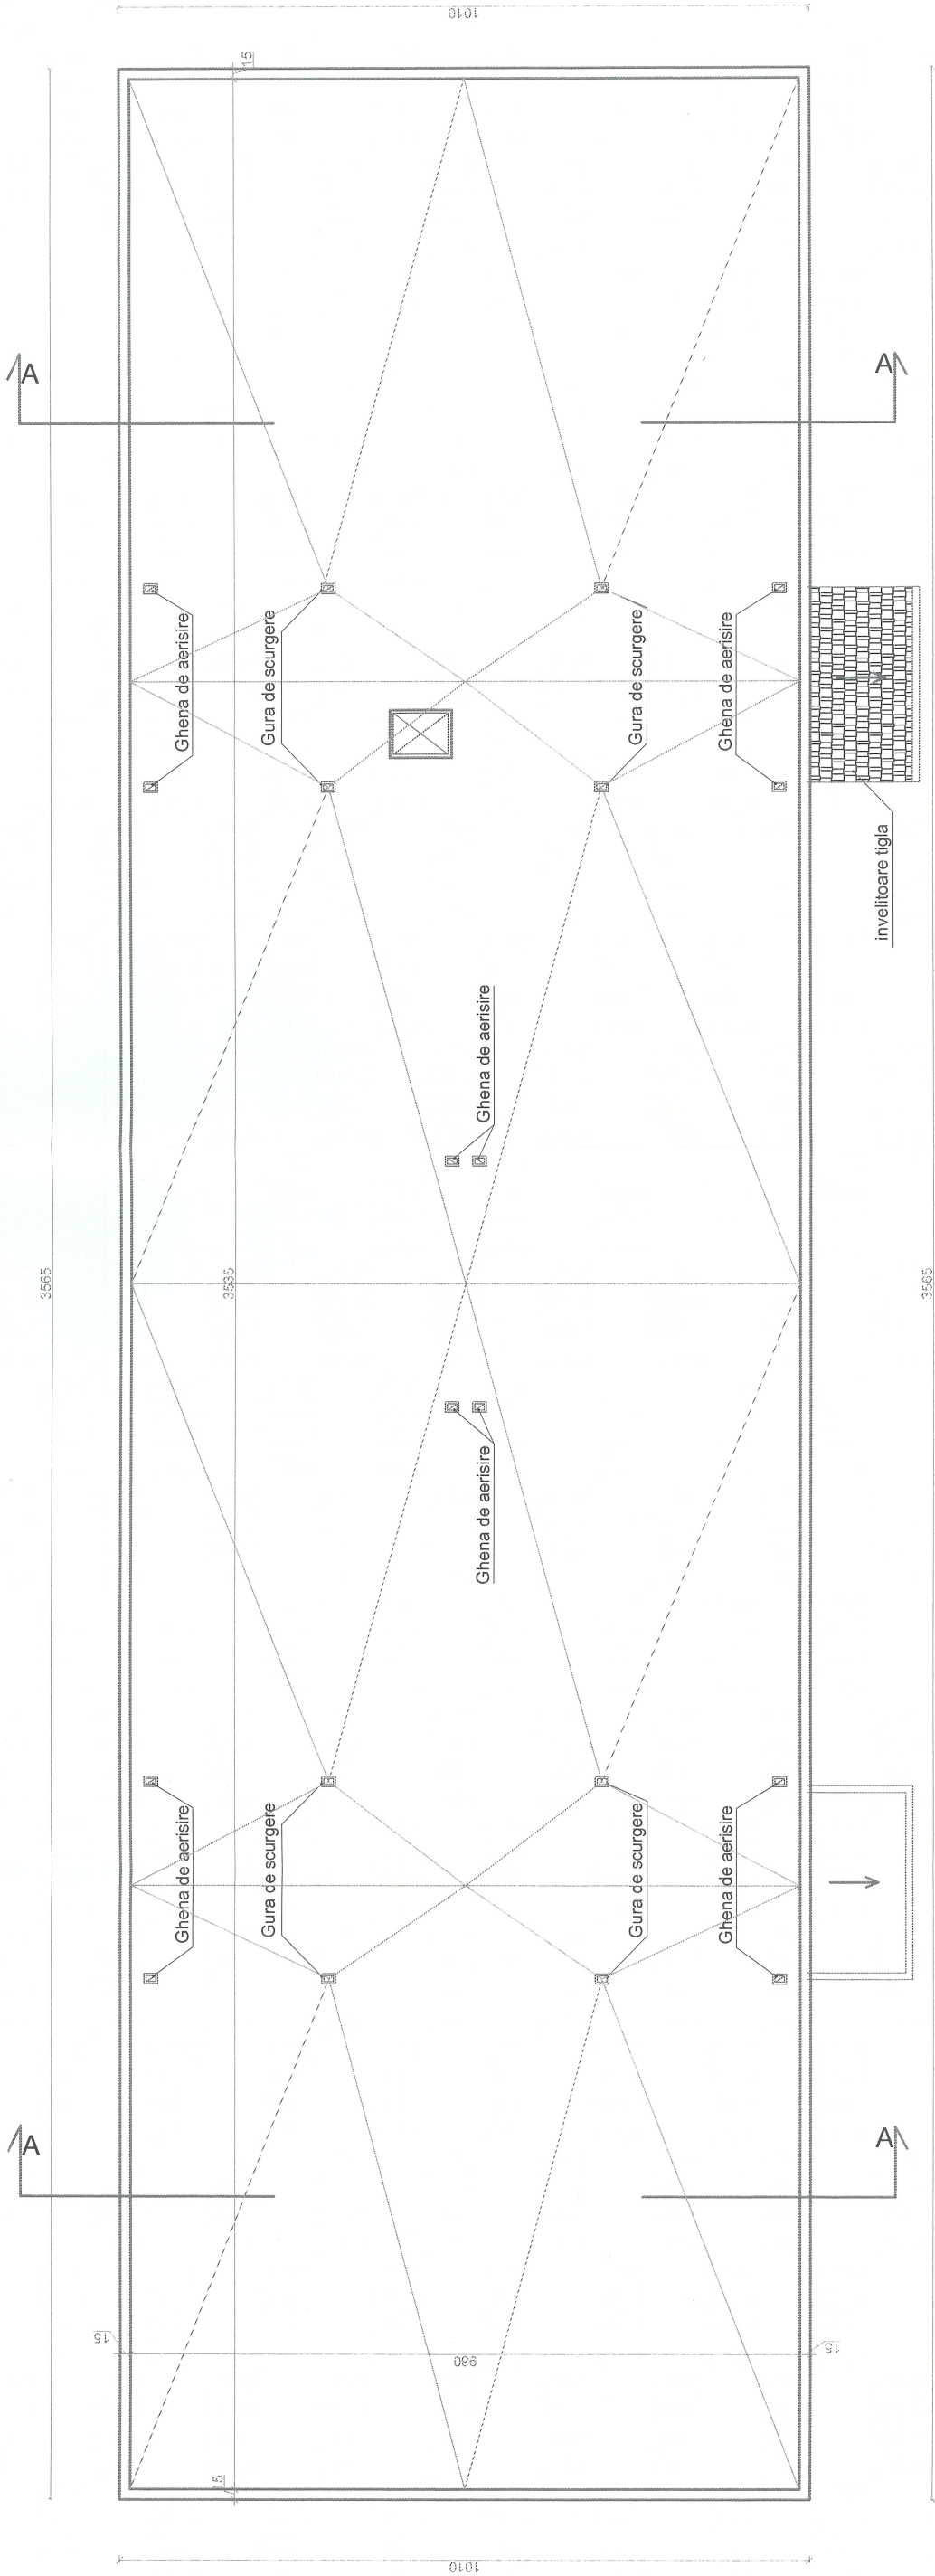 1010
15
A
A
Ghena de aerisire
Gura de scurgere
Gura de scurgere
Ghena de aerisire
invelitoare tigla
Ghena de aerisire
3565
3535
3565
Ghena de aerisire
Ghena de aerisire
Gura de scurgere
Gura de scurgere
Ghena de aerisire
A
A
15
980
15
15
1010